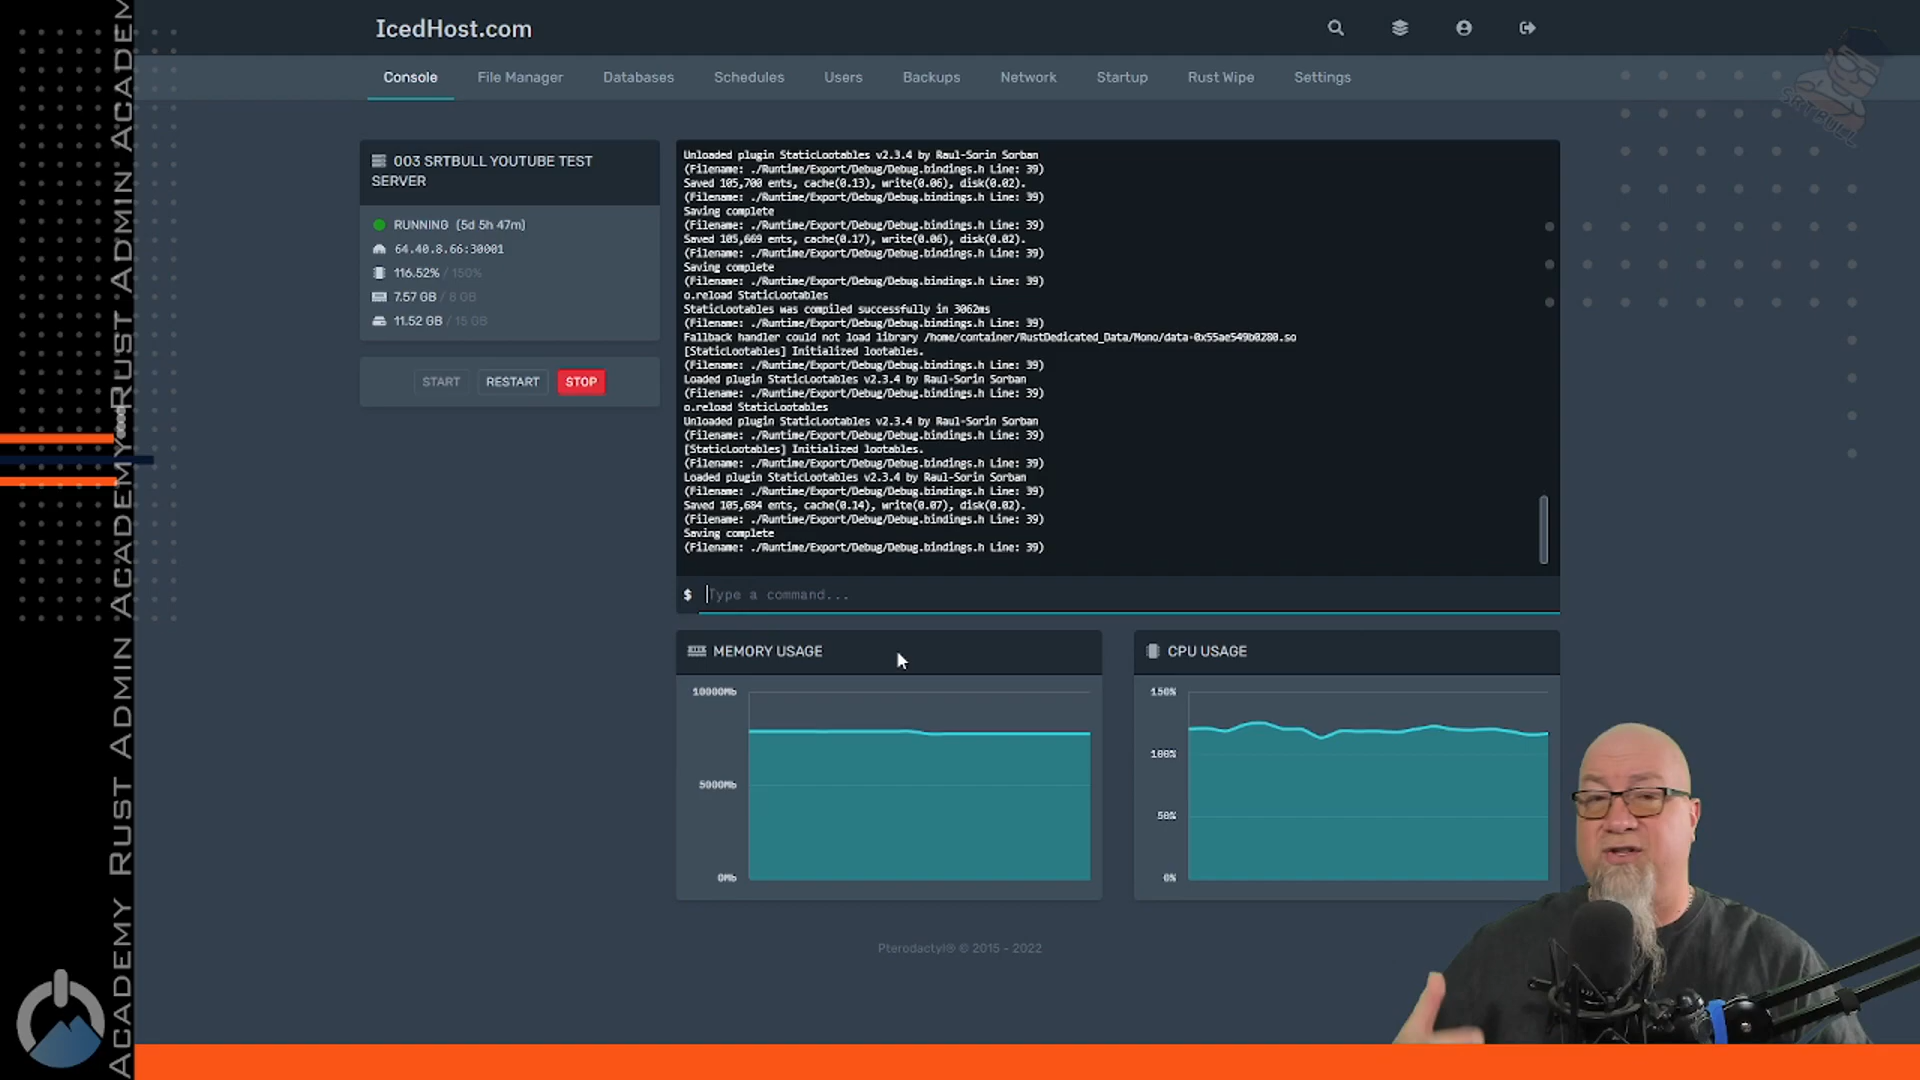 IcedHost.com
Console
File Manager
Databases
Schedules
Users
Backups
Network
Startup
Rust Wipe
Settings
003 SRTBULL YOUTUBE TEST
SERVER
RUNNING (5d 5h 47m)
64.40.8.66:30001
116.52% / 150%
7.57 GB / 8 GB
11.52 GB / 15 GB
START
RESTART
STOP
Unloaded plugin StaticLootables v2.3.4 by Raul-Sorin Sorban
(Filename: ./Runtime/Export/Debug/Debug.bindings.h Line: 39)
Saved 105,700 ents, cache(0.13), write(0.06), disk(0.02).
(Filename: ./Runtime/Export/Debug/Debug.bindings.h Line: 39)
Saving complete
(Filename: ./Runtime/Export/Debug/Debug.bindings.h Line: 39)
Saved 105,669 ents, cache(0.17), write(0.06), disk(0.02).
(Filename: ./Runtime/Export/Debug/Debug.bindings.h Line: 39)
Saving complete
(Filename: ./Runtime/Export/Debug/Debug.bindings.h Line: 39)
o.reload StaticLootables
StaticLootables was compiled successfully in 3062ms
(Filename: ./Runtime/Export/Debug/Debug.bindings.h Line: 39)
Fallback handler could not load library /home/container/RustDedicated_Data/Mono/data-0x55ae549b0280.so
[StaticLootables] Initialized lootables.
(Filename: ./Runtime/Export/Debug/Debug.bindings.h Line: 39)
Loaded plugin StaticLootables v2.3.4 by Raul-Sorin Sorban
(Filename: ./Runtime/Export/Debug/Debug.bindings.h Line: 39)
o.reload StaticLootables
Unloaded plugin StaticLootables v2.3.4 by Raul-Sorin Sorban
(Filename: ./Runtime/Export/Debug/Debug.bindings.h Line: 39)
[StaticLootables] Initialized lootables.
(Filename: ./Runtime/Export/Debug/Debug.bindings.h Line: 39)
Loaded plugin StaticLootables v2.3.4 by Raul-Sorin Sorban
(Filename: ./Runtime/Export/Debug/Debug.bindings.h Line: 39)
Saved 105,684 ents, cache(0.14), write(0.07), disk(0.02).
(Filename: ./Runtime/Export/Debug/Debug.bindings.h Line: 39)
Saving complete
(Filename: ./Runtime/Export/Debug/Debug.bindings.h Line: 39)
$ Type a command...
MEMORY USAGE
10000Mb
5000Mb
0Mb
CPU USAGE
150%
100%
50%
0%
Pterodactyl® © 2015 - 2022
ACADEMY RUST ADMIN ACADEMY RUST ADMIN ACADEM
SRTBULL